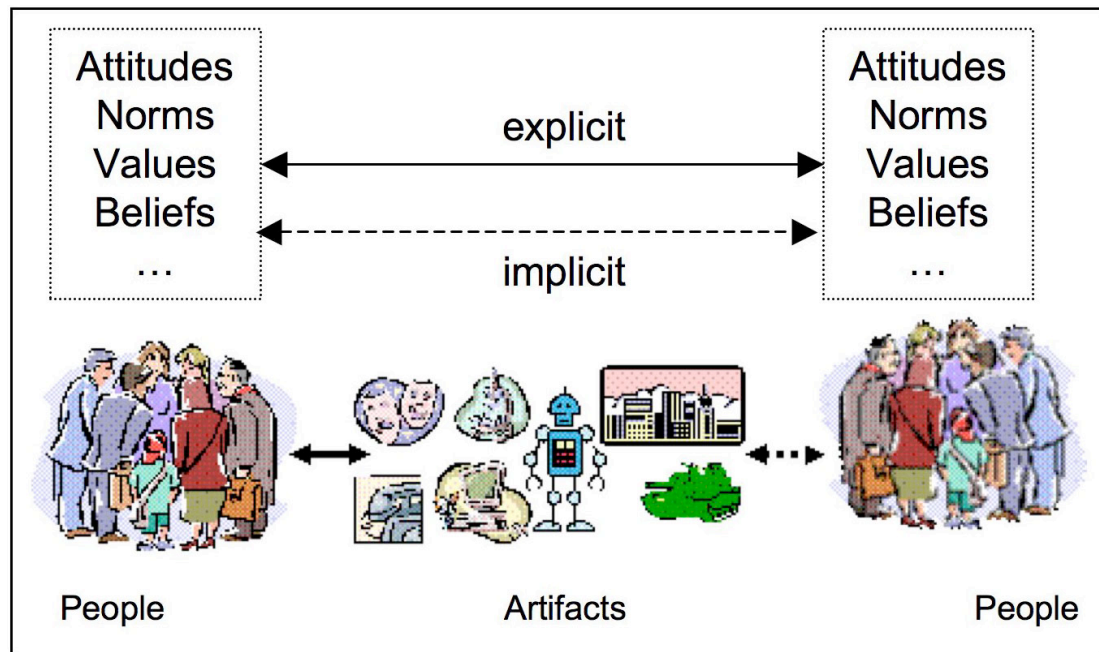 Attitudes
Norms
Values
Beliefs
…
explicit
implicit
Attitudes
Norms
Values
Beliefs
…
People
Artifacts
People